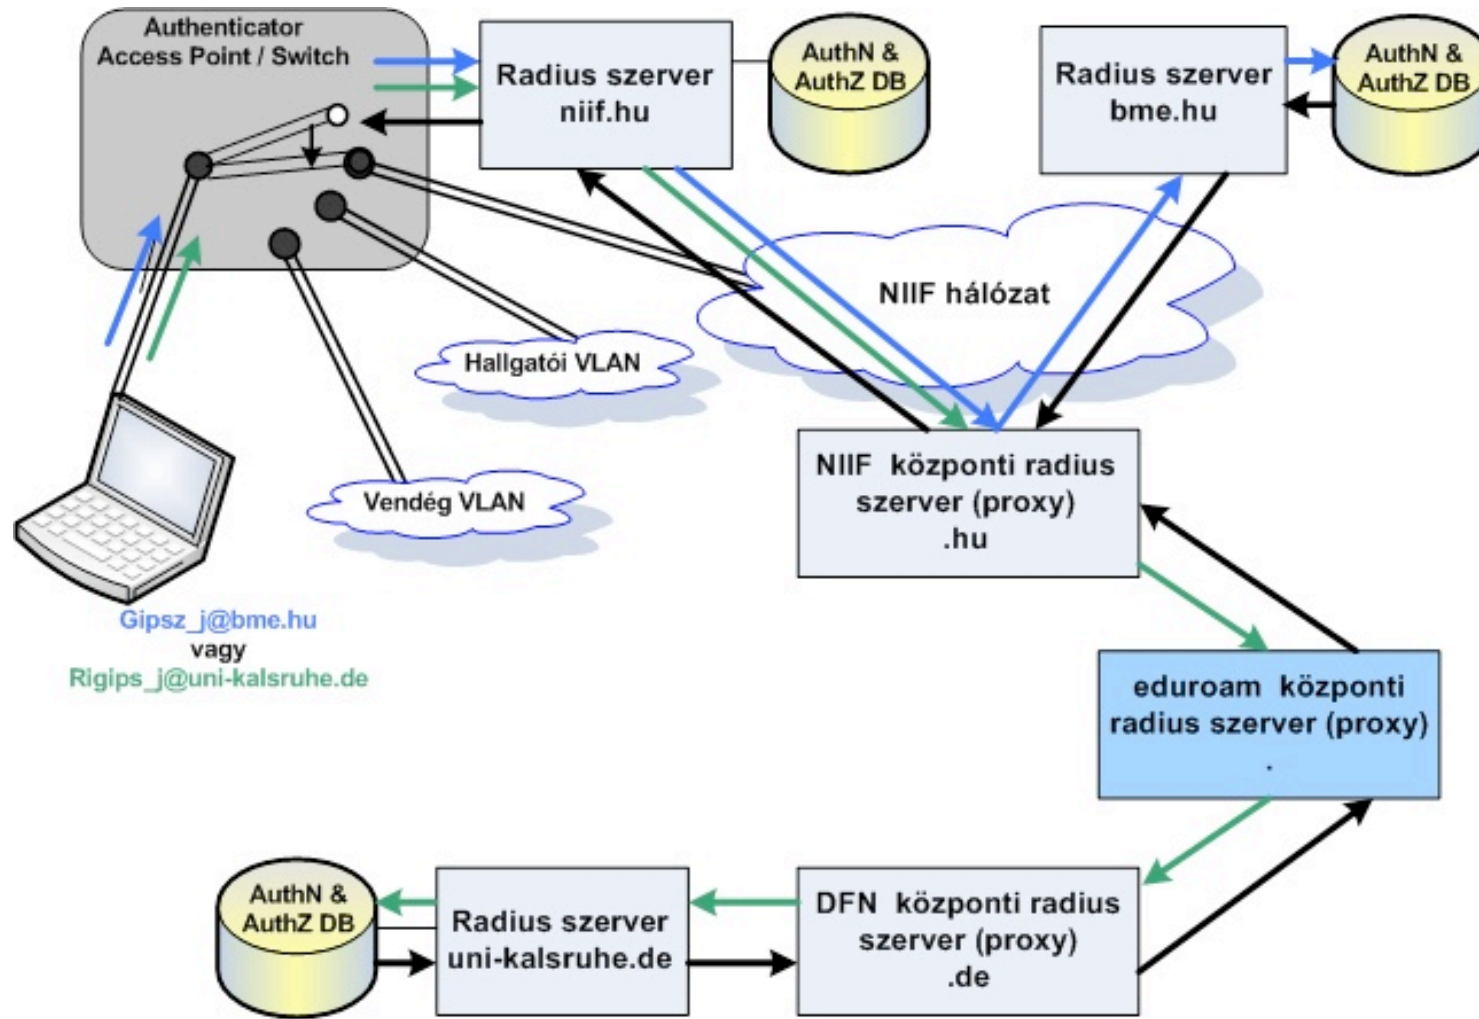 Authenticator
Access Point / Switch
Radius szerver
niif.hu
AuthN &
AuthZ DB
Radius szerver
bme.hu
AuthN &
AuthZ DB
NIIF hálózat
Hallgatói VLAN
Vendég VLAN
NIIF központi radius
szerver (proxy)
.hu
Gipsz_j@bme.hu
vagy
Rigips_j@uni-kalsruhe.de
eduroam központi
radius szerver (proxy)
.
AuthN &
AuthZ DB
Radius szerver
uni-kalsruhe.de
DFN központi radius
szerver (proxy)
.de